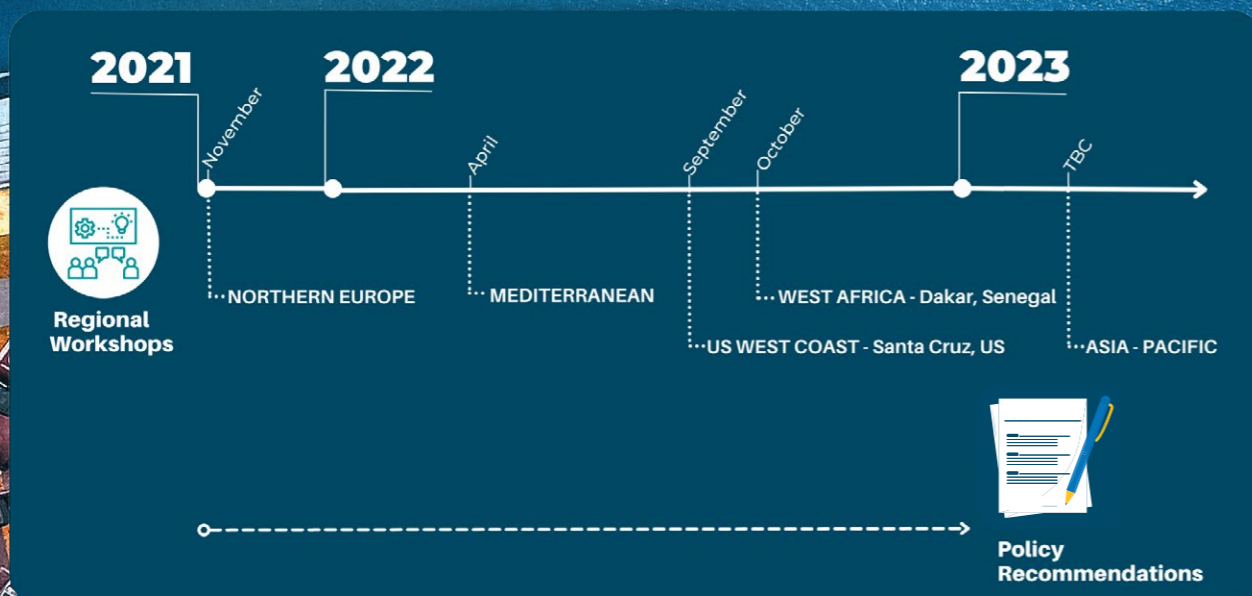 2021
2022
2023
November
April
September
October
TBC
NORTHERN EUROPE
MEDITERRANEAN
WEST AFRICA - Dakar, Senegal
US WEST COAST - Santa Cruz, US
ASIA - PACIFIC
Regional
Workshops
Policy
Recommendations